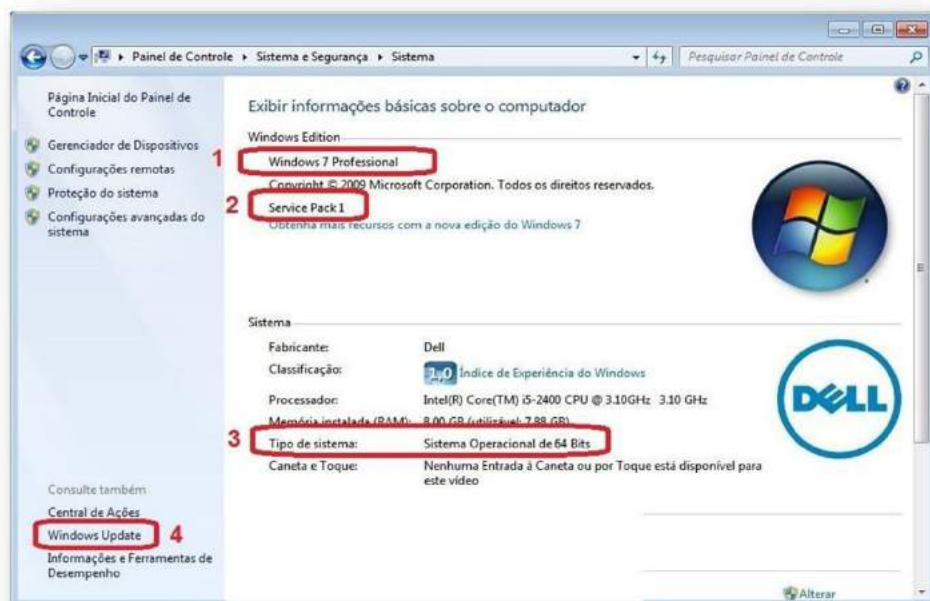 Painel de Controle ▸ Sistema e Segurança ▸ Sistema
Pesquisar Painel de Controle
Página Inicial do Painel de
Controle
Gerenciador de Dispositivos
Configurações remotas
Proteção do sistema
Configurações avançadas do
sistema
Exibir informações básicas sobre o computador
Windows Edition
1 Windows 7 Professional
Copyright © 2009 Microsoft Corporation. Todos os direitos reservados.
2 Service Pack 1
Obtenha mais recursos com a nova edição do Windows 7
Sistema
Fabricante: Dell
Classificação: 1,0 Índice de Experiência do Windows
Processador: Intel(R) Core(TM) i5-2400 CPU @ 3.10GHz 3.10 GHz
Memória instalada (RAM): 8,00 GB (utilizável: 7,88 GB)
3 Tipo de sistema: Sistema Operacional de 64 Bits
Caneta e Toque: Nenhuma Entrada à Caneta ou por Toque está disponível para
este vídeo
DELL
Consulte também
Central de Ações
Windows Update 4
Informações e Ferramentas de
Desempenho
Alterar